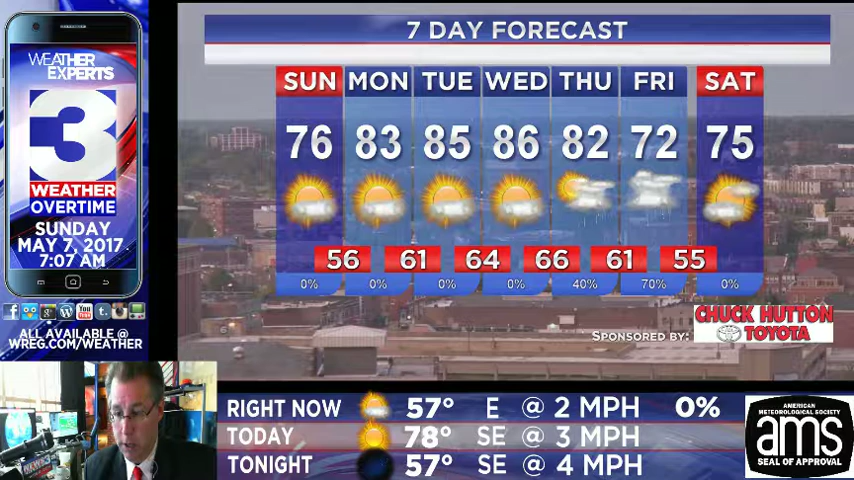 WEATHER
EXPERTS
3
WEATHER
OVERTIME
SUNDAY
MAY 7, 2017
7:07 AM
ALL AVAILABLE @
WREG.COM/WEATHER
7 DAY FORECAST
SUN MON TUE WED THU FRI SAT
76 83 85 86 82 72 75
56 61 64 66 61 55
0% 0% 0% 0% 40% 70% 0%
SPONSORED BY:
CHUCK HUTTON
TOYOTA
RIGHT NOW 57° E @ 2 MPH 0%
TODAY 78° SE @ 3 MPH
TONIGHT 57° SE @ 4 MPH
AMERICAN
METEOROLOGICAL SOCIETY
ams
SEAL OF APPROVAL